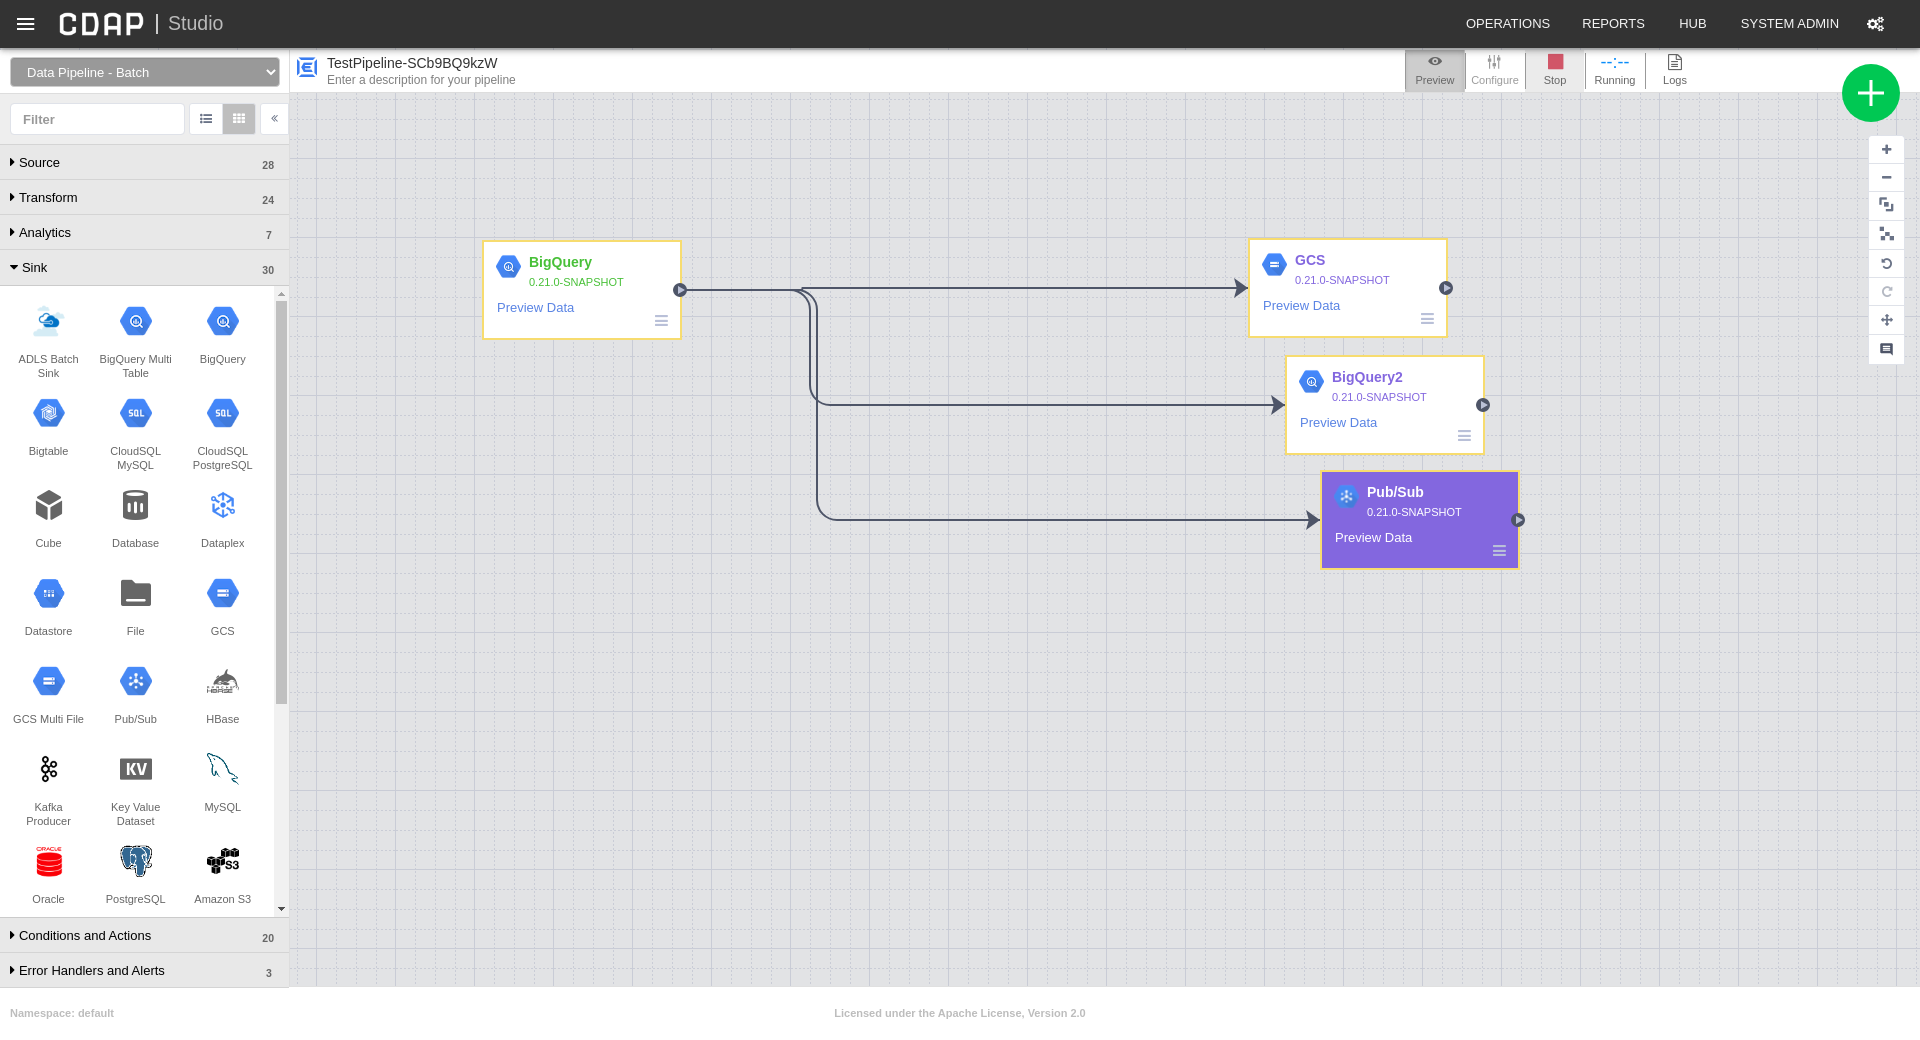 CDAP | Studio
OPERATIONS
REPORTS
HUB
SYSTEM ADMIN
Data Pipeline - Batch
TestPipeline-SCb9BQ9kzW
Enter a description for your pipeline
Preview
Configure
Stop
--:--
Running
Logs
Filter
Source 28
Transform 24
Analytics 7
Sink 30
ADLS Batch
Sink
BigQuery Multi
Table
BigQuery
Bigtable
SQL
CloudSQL
MySQL
SQL
CloudSQL
PostgreSQL
Cube
Database
Dataplex
Datastore
File
GCS
GCS Multi File
Pub/Sub
HBase
Kafka
Producer
KV
Key Value
Dataset
MySQL
ORACLE
Oracle
PostgreSQL
S3
Amazon S3
Conditions and Actions 20
Error Handlers and Alerts 3
BigQuery
0.21.0-SNAPSHOT
Preview Data
GCS
0.21.0-SNAPSHOT
Preview Data
BigQuery2
0.21.0-SNAPSHOT
Preview Data
Pub/Sub
0.21.0-SNAPSHOT
Preview Data
Namespace: default
Licensed under the Apache License, Version 2.0